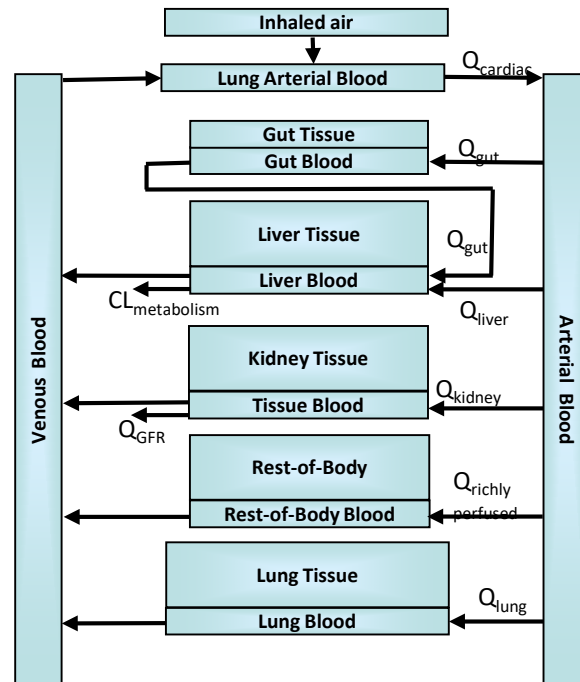 Inhaled air
Lung Arterial Blood
Qcardiac
Gut Tissue
Gut Blood
Qgut
Liver Tissue
Qgut
Liver Blood
CLmetabolism
Qliver
Kidney Tissue
Qkidney
Tissue Blood
QGFR
Rest-of-Body
Qrichly
perfused
Rest-of-Body Blood
Lung Tissue
Qlung
Lung Blood
Venous Blood
Arterial Blood